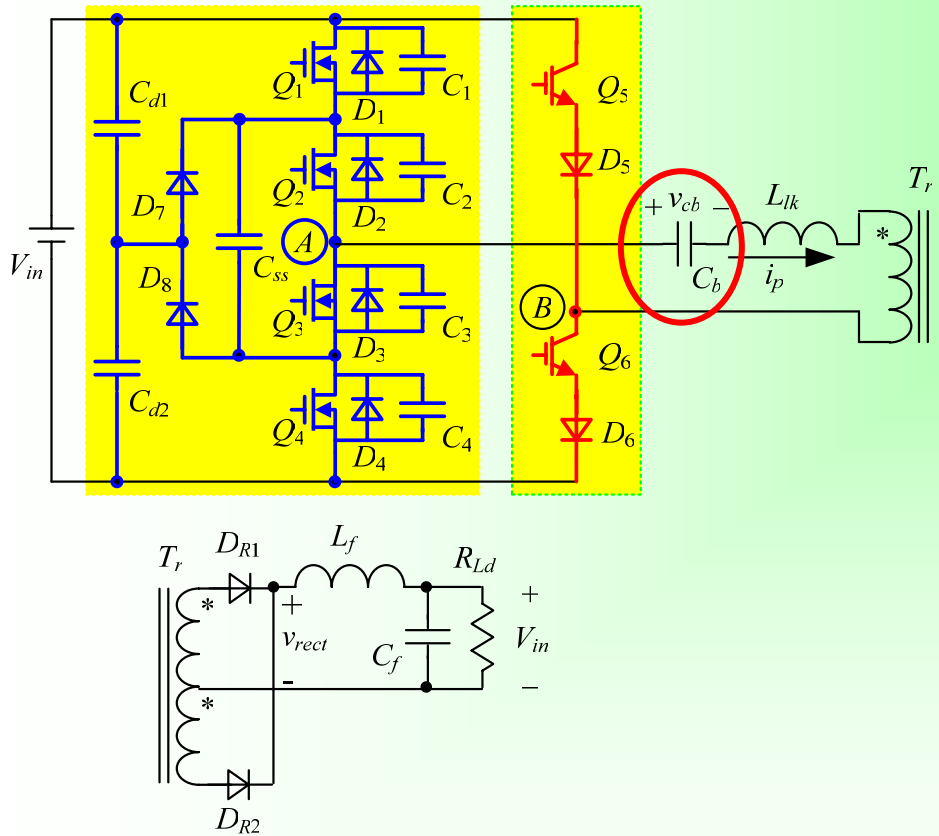 V_in
C_d1
C_d2
D_7
D_8
C_ss
Q_1
D_1
C_1
Q_2
D_2
C_2
A
Q_3
D_3
C_3
Q_4
D_4
C_4
Q_5
D_5
B
Q_6
D_6
+ v_cb −
C_b
L_lk
i_p
T_r
*
T_r
D_R1
*
*
D_R2
L_f
+
v_rect
-
C_f
R_Ld
+
V_in
−